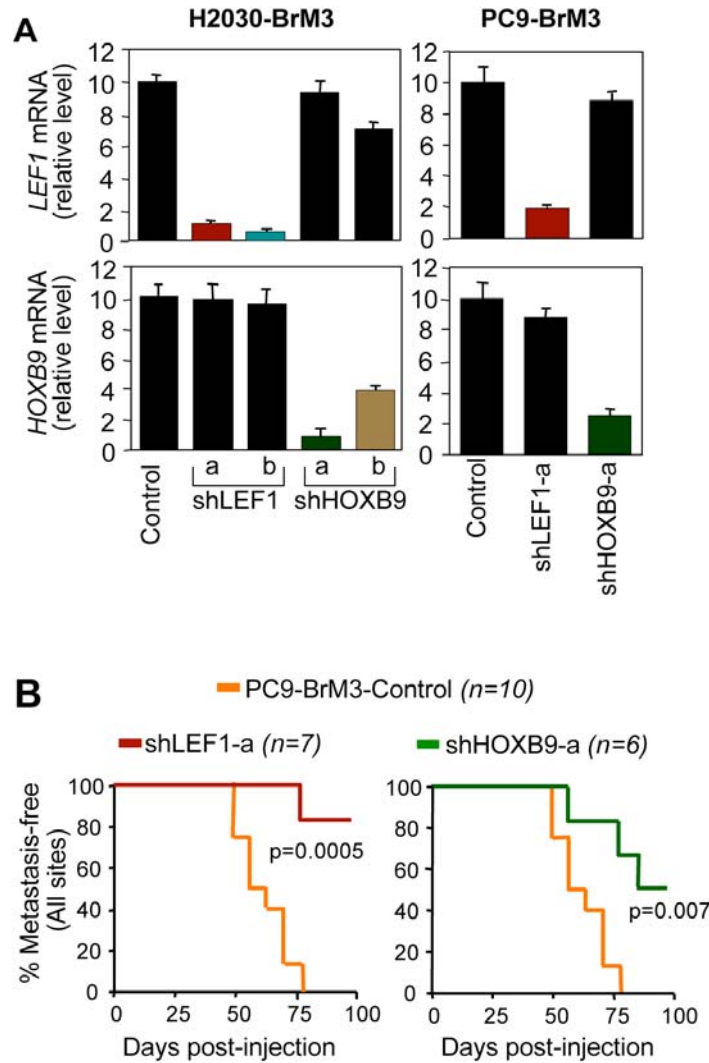 A
H2030-BrM3
PC9-BrM3
LEF1 mRNA
(relative level)
12
10
8
6
4
2
0
12
10
8
6
4
2
0
HOXB9 mRNA
(relative level)
12
10
8
6
4
2
0
12
10
8
6
4
2
0
Control
a b
shLEF1
a b
shHOXB9
Control
shLEF1-a
shHOXB9-a
B
PC9-BrM3-Control (n=10)
shLEF1-a (n=7)
shHOXB9-a (n=6)
% Metastasis-free
(All sites)
100
80
60
40
20
0
p=0.0005
0 25 50 75 100
Days post-injection
100
80
60
40
20
0
p=0.007
0 25 50 75 100
Days post-injection